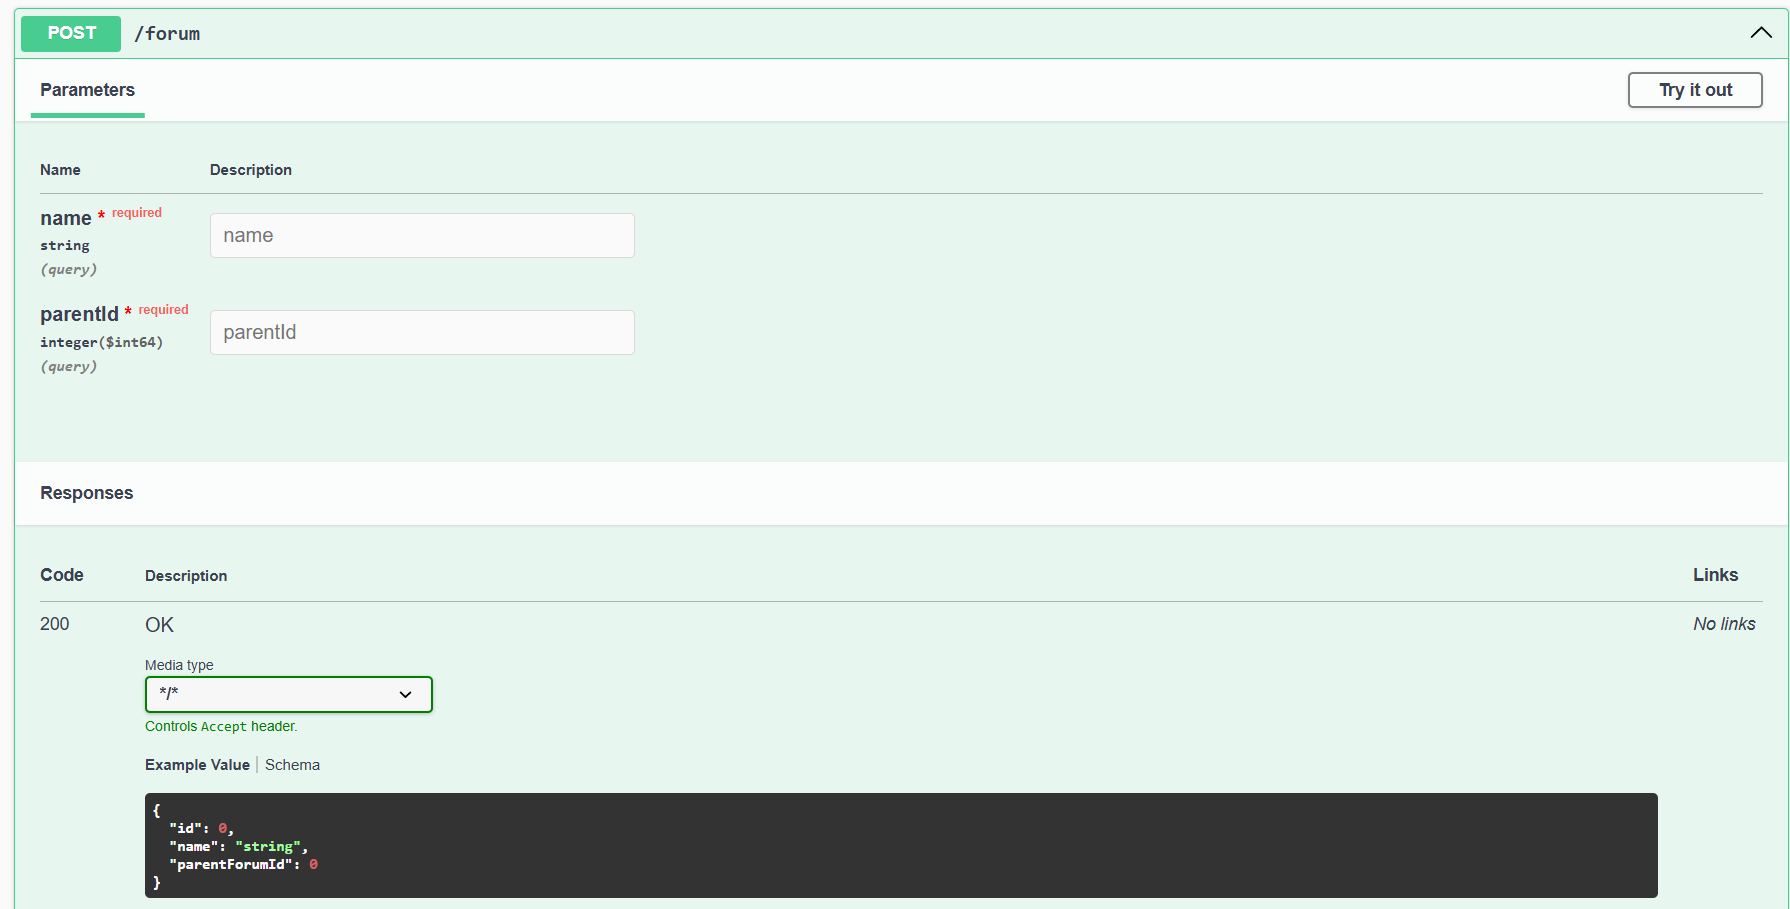 POST /forum
Parameters
Try it out
Name Description
name * required
string
(query)
name
parentId * required
integer($int64)
(query)
parentId
Responses
Code Description Links
200 OK No links
Media type
*/*
Controls Accept header.
Example Value | Schema
{
  "id": 0,
  "name": "string",
  "parentForumId": 0
}